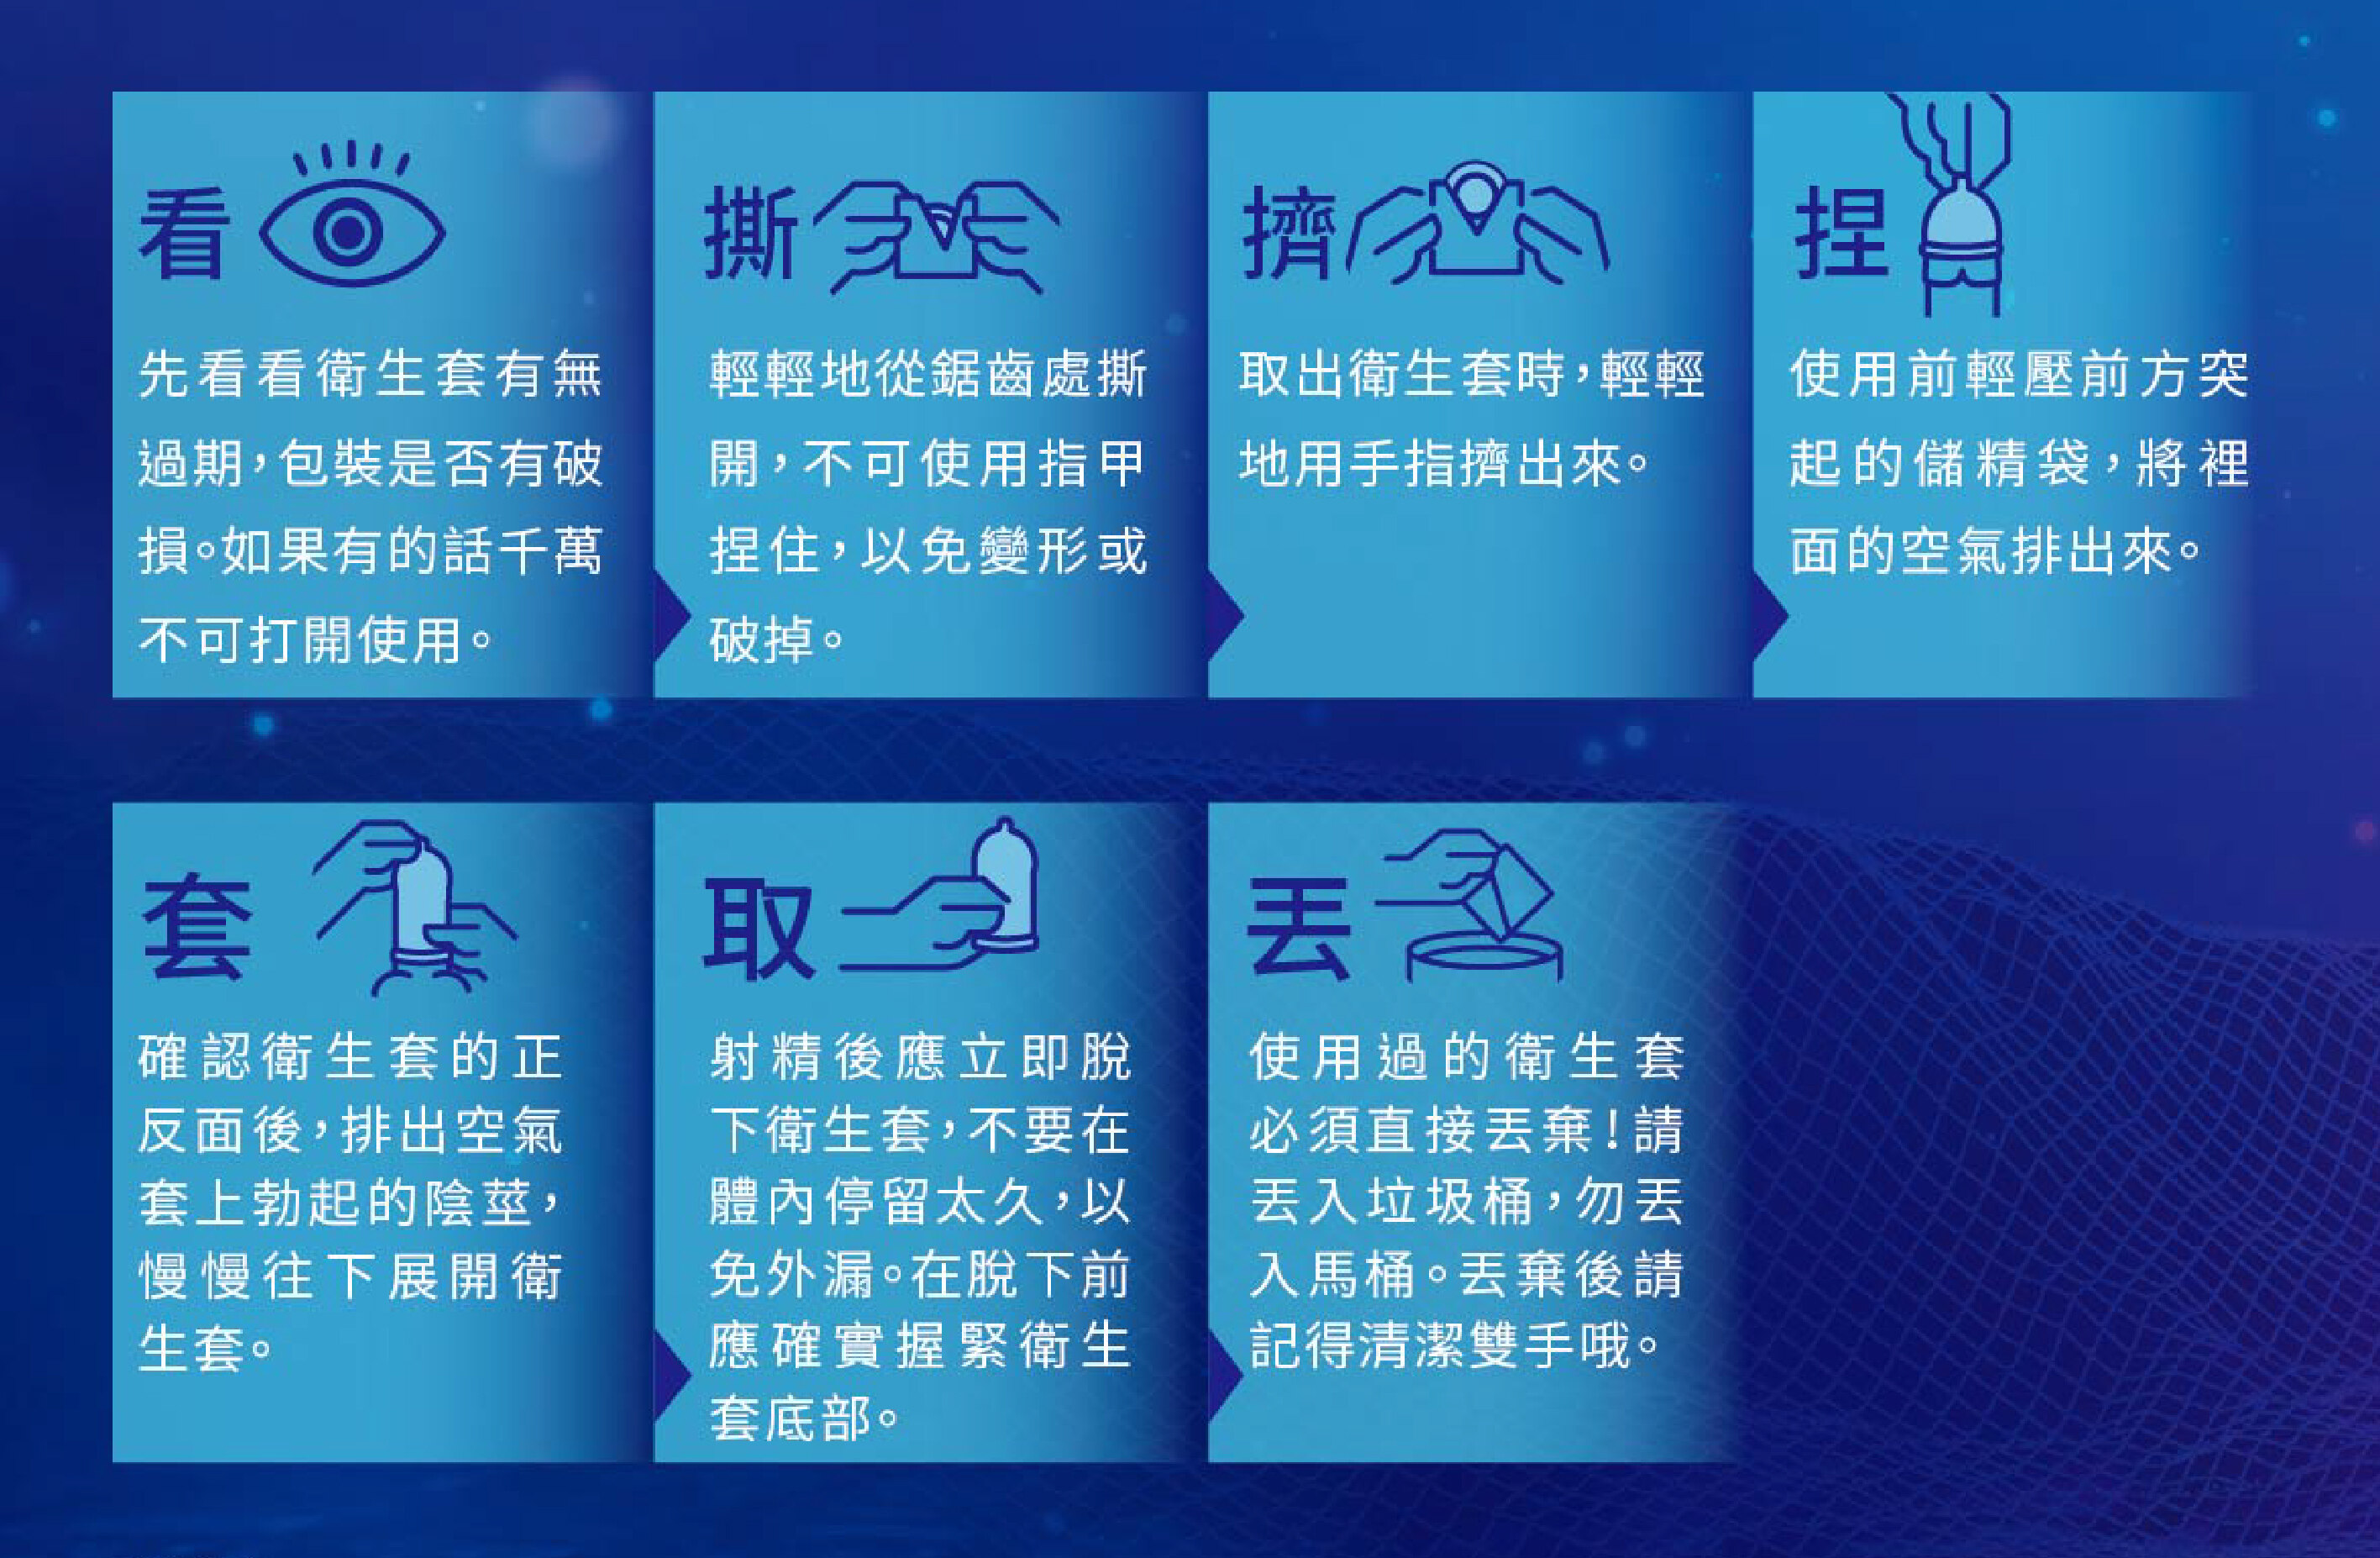 看
先看看衛生套有無
過期，包裝是否有破
損。如果有的話千萬
不可打開使用。
撕
輕輕地從鋸齒處撕
開，不可使用指甲
捏住，以免變形或
破掉。
擠
取出衛生套時，輕輕
地用手指擠出來。
捏
使用前輕壓前方突
起的儲精袋，將裡
面的空氣排出來。
套
確認衛生套的正
反面後，排出空氣
套上勃起的陰莖，
慢慢往下展開衛
生套。
取
射精後應立即脫
下衛生套，不要在
體內停留太久，以
免外漏。在脫下前
應確實握緊衛生
套底部。
丟
使用過的衛生套
必須直接丟棄！請
丟入垃圾桶，勿丟
入馬桶。丟棄後請
記得清潔雙手哦。